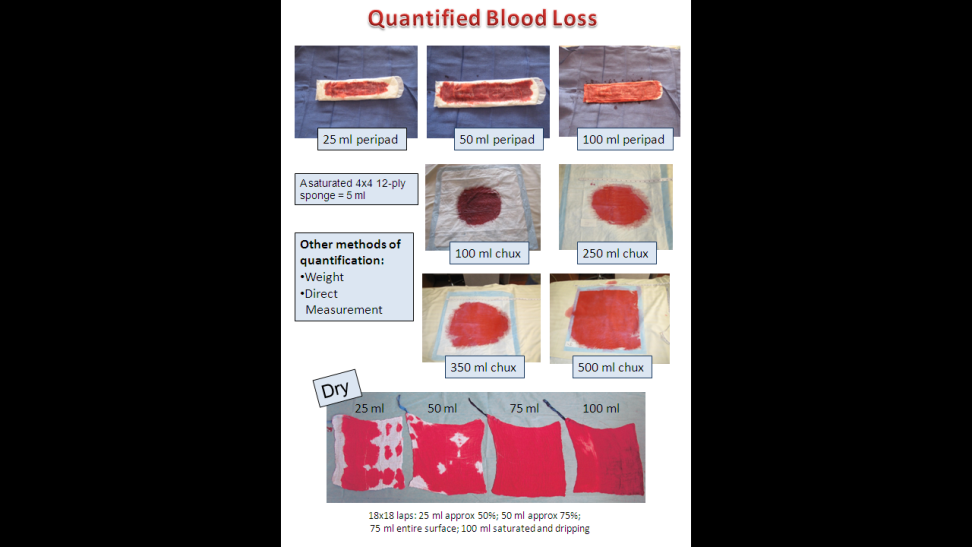 Quantified Blood Loss
25 ml peripad
50 ml peripad
100 ml peripad
A saturated 4x4 12-ply
sponge = 5 ml
100 ml chux
250 ml chux
Other methods of
quantification:
•Weight
•Direct
Measurement
350 ml chux
500 ml chux
Dry
25 ml
50 ml
75 ml
100 ml
18x18 laps: 25 ml approx 50%; 50 ml approx 75%;
75 ml entire surface; 100 ml saturated and dripping